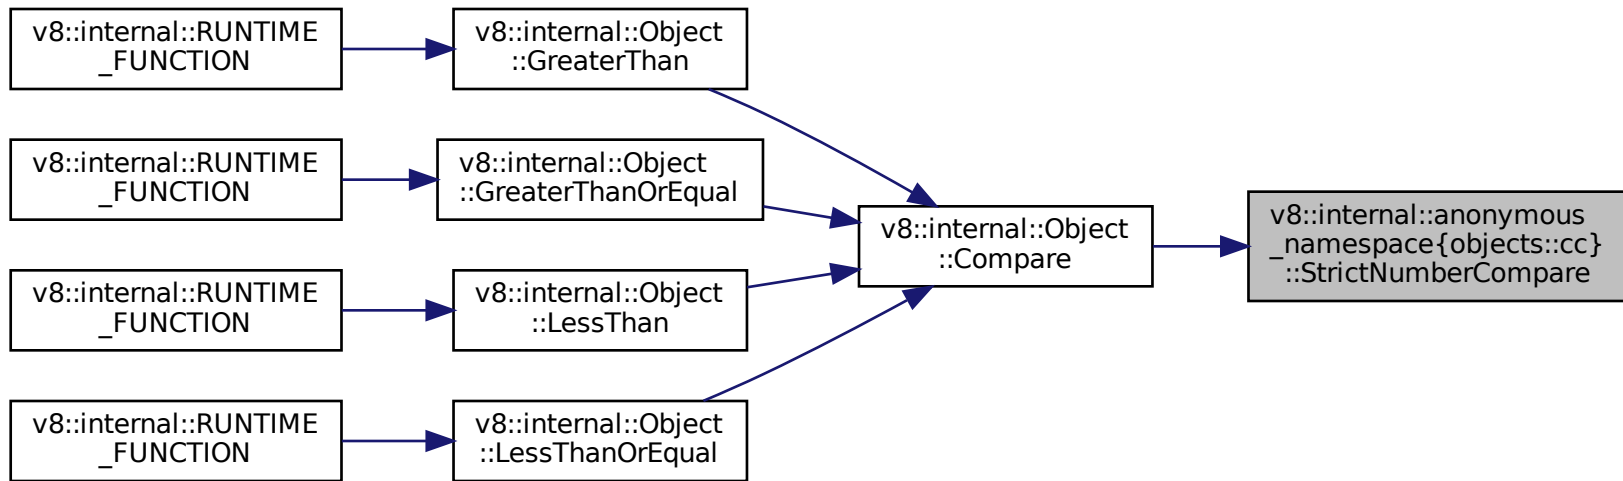 v8::internal::RUNTIME
_FUNCTION
v8::internal::Object
::GreaterThan
v8::internal::RUNTIME
_FUNCTION
v8::internal::Object
::GreaterThanOrEqual
v8::internal::RUNTIME
_FUNCTION
v8::internal::Object
::LessThan
v8::internal::RUNTIME
_FUNCTION
v8::internal::Object
::LessThanOrEqual
v8::internal::Object
::Compare
v8::internal::anonymous
_namespace{objects::cc}
::StrictNumberCompare